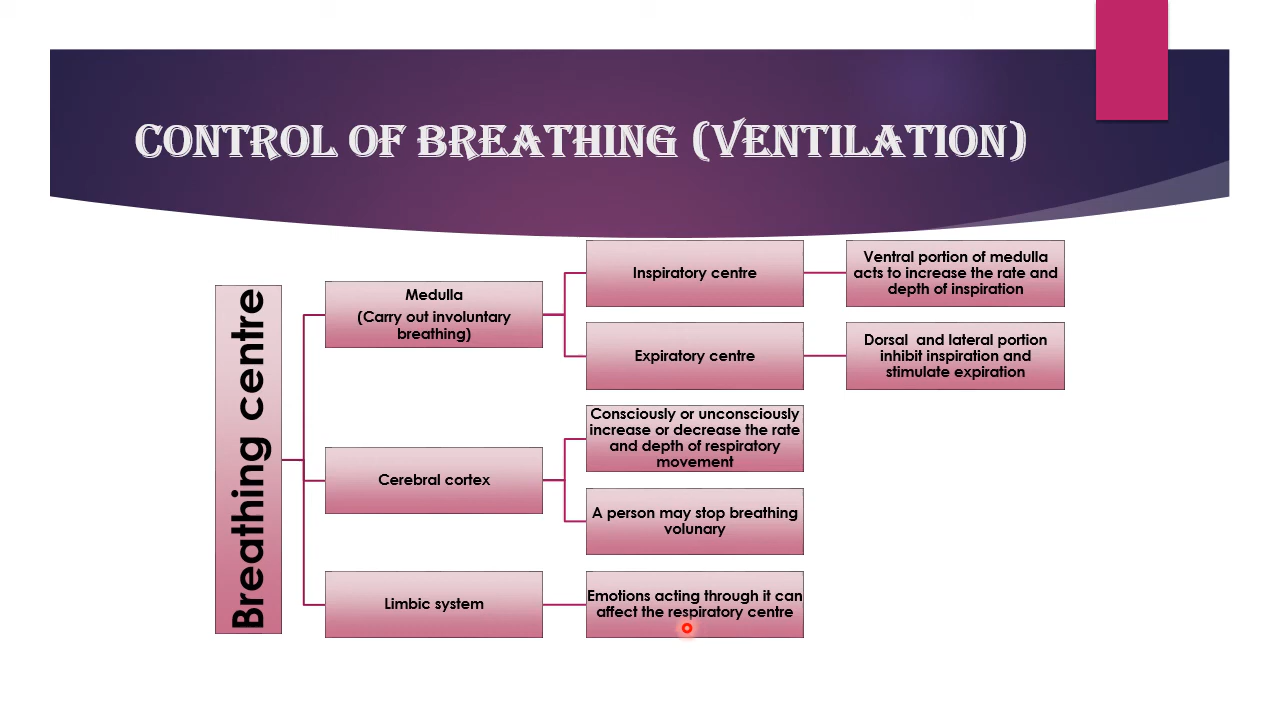 CONTROL OF BREATHING (VENTILATION)
Breathing centre
Medulla
(Carry out involuntary
breathing)
Inspiratory centre
Ventral portion of medulla
acts to increase the rate and
depth of inspiration
Expiratory centre
Dorsal and lateral portion
inhibit inspiration and
stimulate expiration
Cerebral cortex
Consciously or unconsciously
increase or decrease the rate
and depth of respiratory
movement
A person may stop breathing
volunary
Limbic system
Emotions acting through it can
affect the respiratory centre